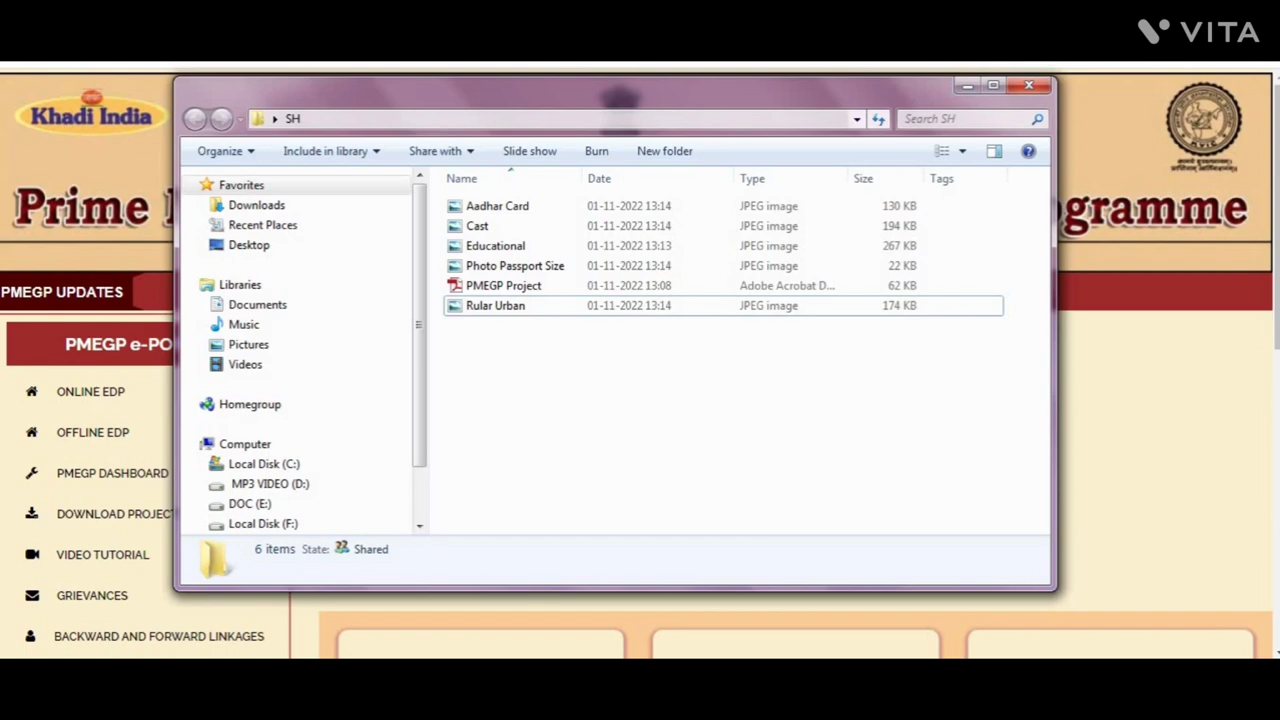 VITA
Khadi India
Prime
gramme
SH
Search SH
Organize
Include in library
Share with
Slide show
Burn
New folder
Favorites
Downloads
Recent Places
Desktop
Libraries
Documents
Music
Pictures
Videos
Homegroup
Computer
Local Disk (C:)
MP3 VIDEO (D:)
DOC (E:)
Local Disk (F:)
Name Date Type Size Tags
Aadhar Card 01-11-2022 13:14 JPEG image 130 KB
Cast 01-11-2022 13:14 JPEG image 194 KB
Educational 01-11-2022 13:13 JPEG image 267 KB
Photo Passport Size 01-11-2022 13:14 JPEG image 22 KB
PMEGP Project 01-11-2022 13:08 Adobe Acrobat D... 62 KB
Rular Urban 01-11-2022 13:14 JPEG image 174 KB
6 items State: Shared
PMEGP UPDATES
PMEGP e-PO
ONLINE EDP
OFFLINE EDP
PMEGP DASHBOARD
DOWNLOAD PROJECT
VIDEO TUTORIAL
GRIEVANCES
BACKWARD AND FORWARD LINKAGES